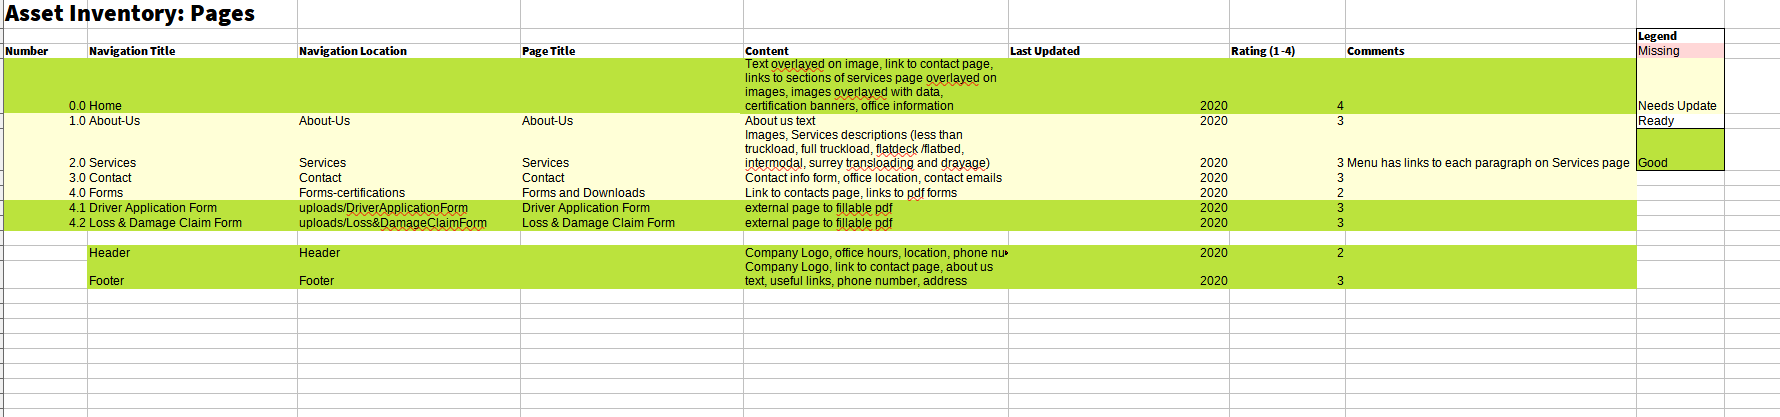 Asset Inventory: Pages
Legend
Number Navigation Title Navigation Location Page Title Content Last Updated Rating (1-4) Comments Missing
Text overlayed on image, link to contact page,
links to sections of services page overlayed on
images, images overlayed with data,
0.0 Home certification banners, office information 2020 4 Needs Update
1.0 About-Us About-Us About-Us About us text 2020 3 Ready
Images, Services descriptions (less than
truckload, full truckload, flatdeck /flatbed,
2.0 Services Services Services intermodal, surrey transloading and drayage) 2020 3 Menu has links to each paragraph on Services page Good
3.0 Contact Contact Contact Contact info form, office location, contact emails 2020 3
4.0 Forms Forms-certifications Forms and Downloads Link to contacts page, links to pdf forms 2020 2
4.1 Driver Application Form uploads/DriverApplicationForm Driver Application Form external page to fillable pdf 2020 3
4.2 Loss & Damage Claim Form uploads/Loss&DamageClaimForm Loss & Damage Claim Form external page to fillable pdf 2020 3
Header Header Company Logo, office hours, location, phone nu 2020 2
Company Logo, link to contact page, about us
Footer Footer text, useful links, phone number, address 2020 3